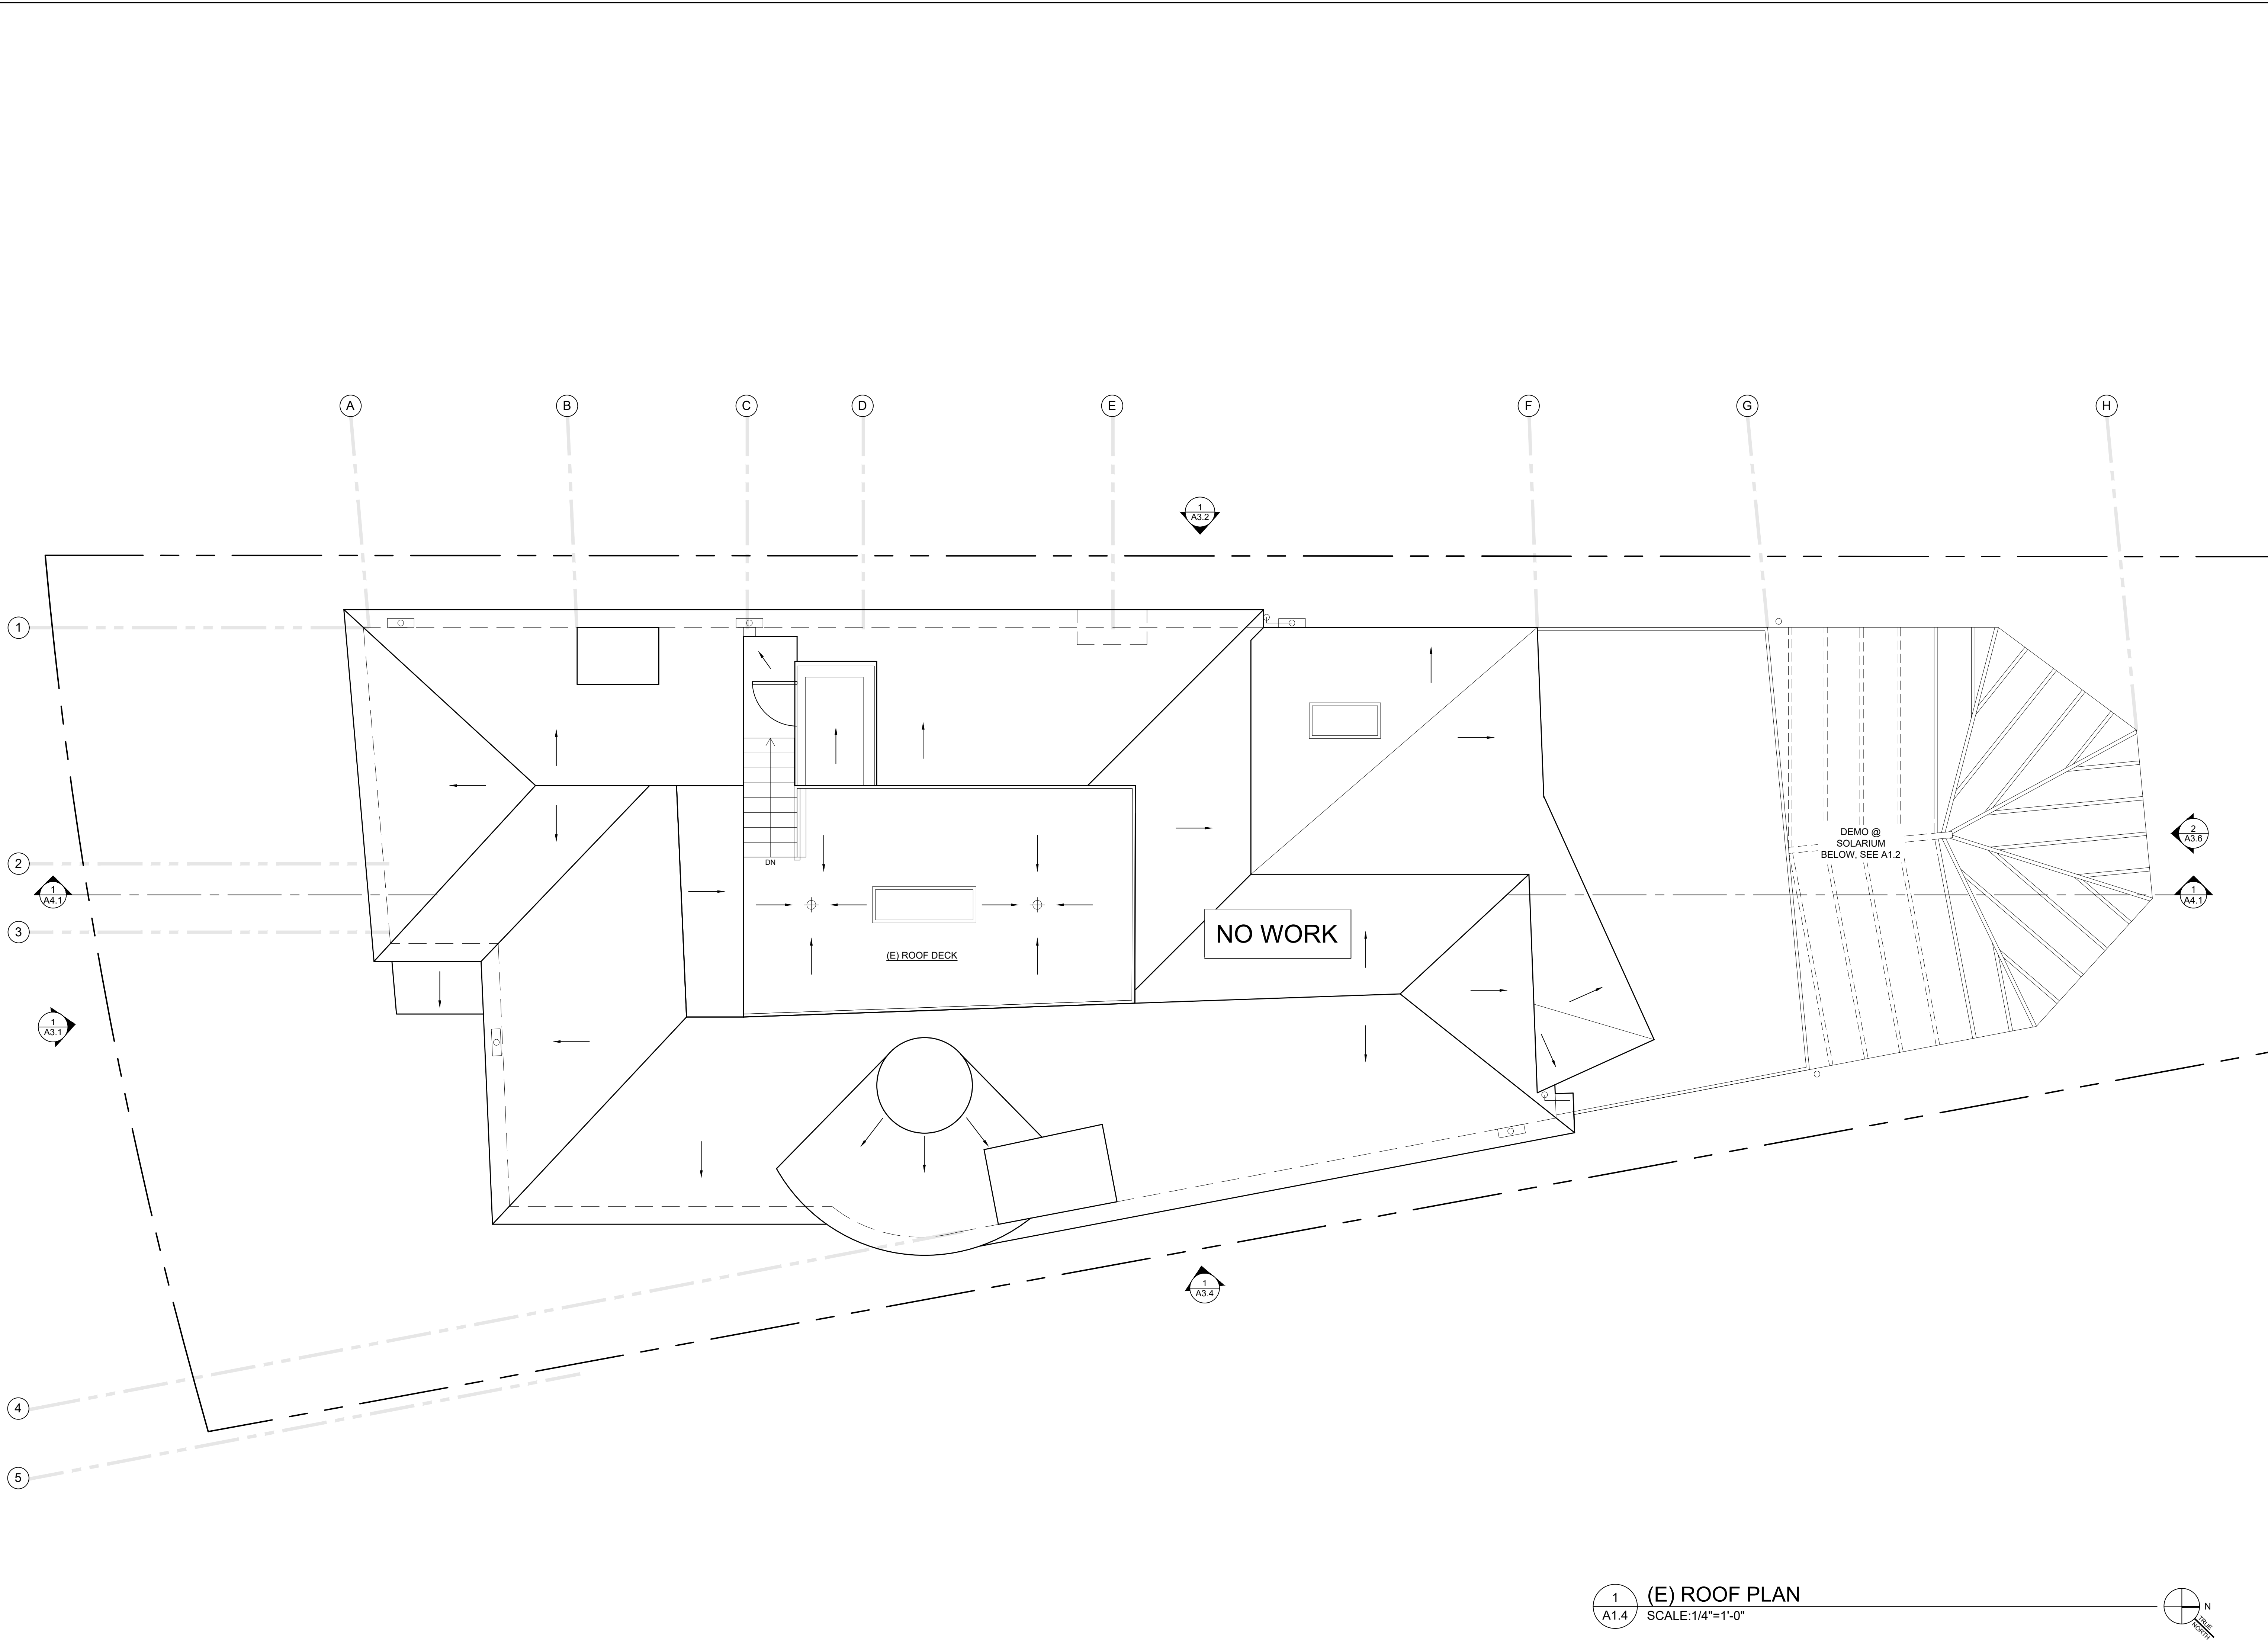 A
B
C
D
E
F
G
H
1
A3.2
1
DN
2
3
1
A4.1
DEMO @
SOLARIUM
BELOW, SEE A1.2
2
A3.6
1
A4.1
NO WORK
(E) ROOF DECK
1
A3.1
1
A3.4
4
5
1
A1.4
(E) ROOF PLAN
SCALE:1/4"=1'-0"
N
TRUE
NORTH